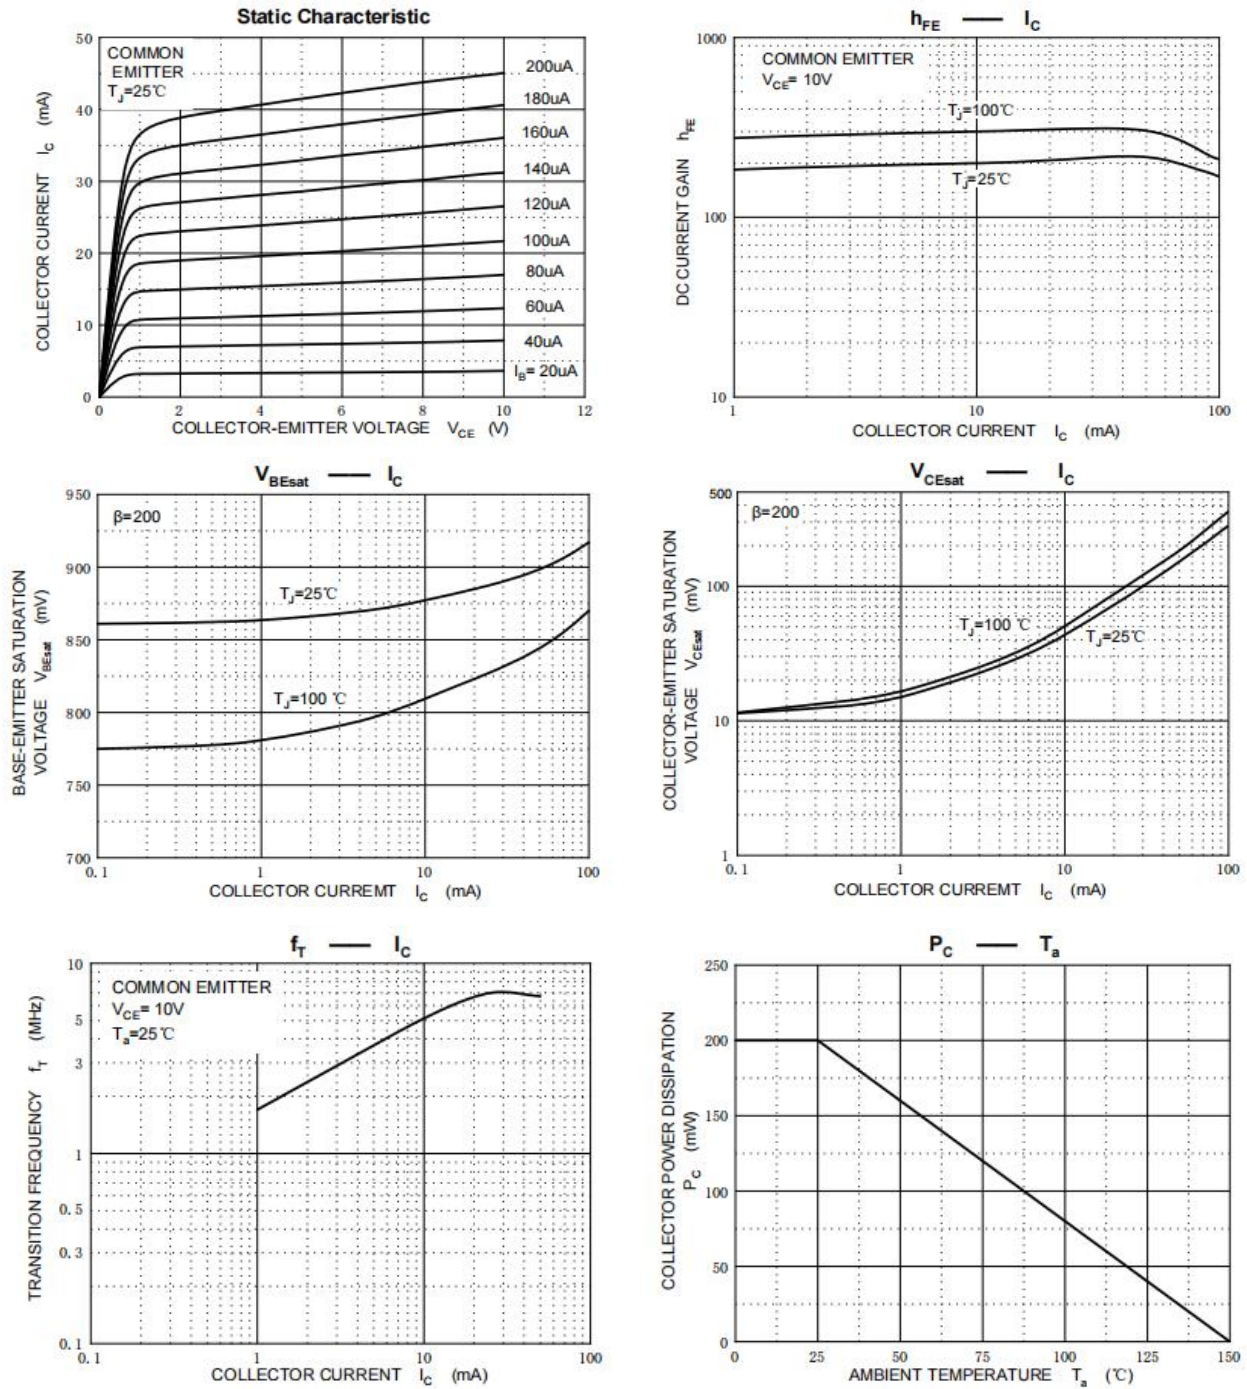 Static Characteristic
COMMON
EMITTER
TJ=25℃
COLLECTOR CURRENT IC (mA)
50
40
30
20
10
0
200uA
180uA
160uA
140uA
120uA
100uA
80uA
60uA
40uA
IB= 20uA
0 2 4 6 8 10 12
COLLECTOR-EMITTER VOLTAGE VCE (V)
hFE —— IC
COMMON EMITTER
VCE= 10V
DC CURRENT GAIN hFE
1000
100
10
TJ=100℃
TJ=25℃
1 10 100
COLLECTOR CURRENT IC (mA)
VBEsat —— IC
β=200
BASE-EMITTER SATURATION
VOLTAGE VBEsat (mV)
950
900
850
800
750
700
TJ=25℃
TJ=100 ℃
0.1 1 10 100
COLLECTOR CURREMT IC (mA)
VCEsat —— IC
β=200
COLLECTOR-EMITTER SATURATION
VOLTAGE VCEsat (mV)
500
100
10
1
TJ=100 ℃
TJ=25℃
0.1 1 10 100
COLLECTOR CURREMT IC (mA)
fT —— IC
COMMON EMITTER
VCE= 10V
Ta=25℃
TRANSITION FREQUENCY fT (MHz)
10
5
3
1
0.5
0.3
0.1
0.1 1 10 100
COLLECTOR CURRENT IC (mA)
PC —— Ta
COLLECTOR POWER DISSIPATION
PC (mW)
250
200
150
100
50
0
0 25 50 75 100 125 150
AMBIENT TEMPERATURE Ta (℃)